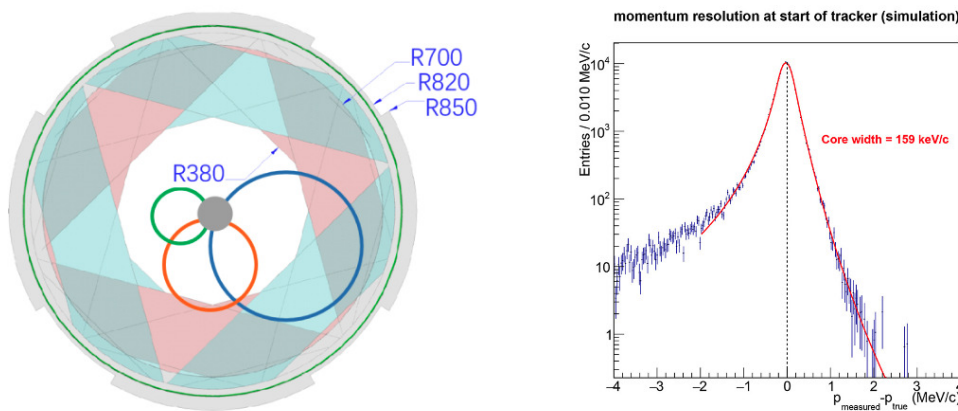 R700
R820
R850
R380
momentum resolution at start of tracker (simulation)
Entries / 0.010 MeV/c
10⁴
10³
10²
10
1
Core width = 159 keV/c
−4 −3 −2 −1 0 1 2 3 4
p_measured-p_true (MeV/c)